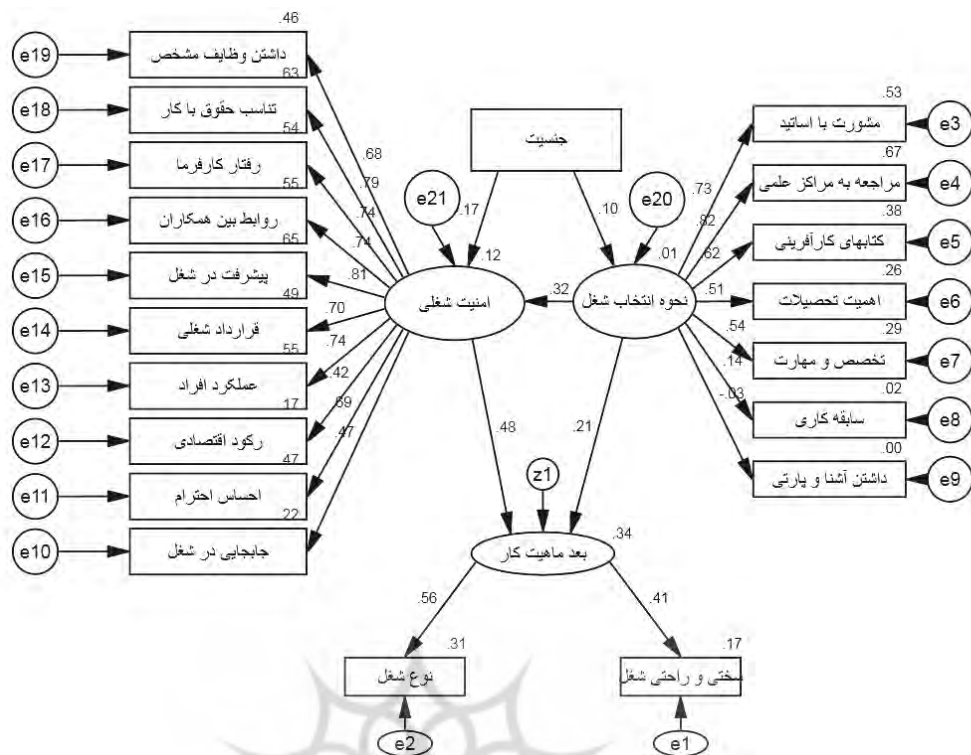 .46
e19
داشتن وظایف مشخص
.63
e18
تناسب حقوق با کار
.54
e17
رفتار کارفرما
.55
e16
روابط بین همکاران
.65
e15
پیشرفت در شغل
.49
e14
قرارداد شغلی
.55
e13
عملکرد افراد
.17
e12
رکود اقتصادی
.47
e11
احساس احترام
.22
e10
جابجایی در شغل
.68
.79
.74
.74
.81
.70
.74
.42
.69
.47
جنسیت
e21
.17
.10
e20
.12
امنیت شغلی
.32
.01
نحوه انتخاب شغل
.73
.82
.62
.51
.54
.14
-.03
.53
مشورت با اساتید
e3
.67
مراجعه به مراکز علمی
e4
.38
کتابهای کارآفرینی
e5
.26
اهمیت تحصیلات
e6
.29
تخصص و مهارت
e7
.02
سابقه کاری
e8
.00
داشتن آشنا و پارتی
e9
.48
.21
z1
.34
بعد ماهیت کار
.56
.41
.31
نوع شغل
e2
.17
سختی و راحتی شغل
e1